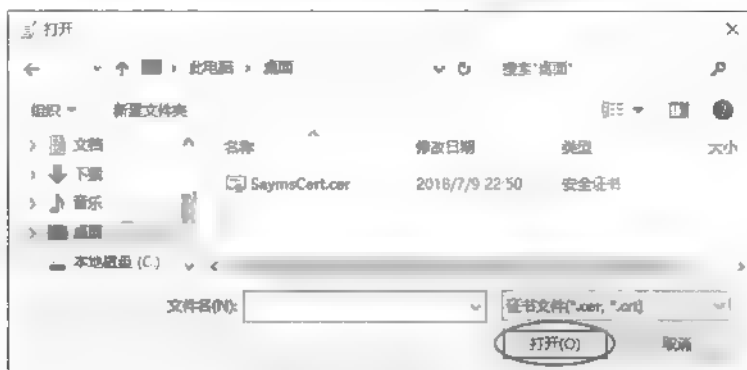 打开
此电脑 › 桌面
搜索"桌面"
组织 新建文件夹
文档
下载
音乐
桌面
本地磁盘 (C:)
名称 修改日期 类型 大小
SaymsCert.cer 2018/7/9 22:50 安全证书
文件名(N): 证书文件(*.cer, *.crt)
打开(O) 取消